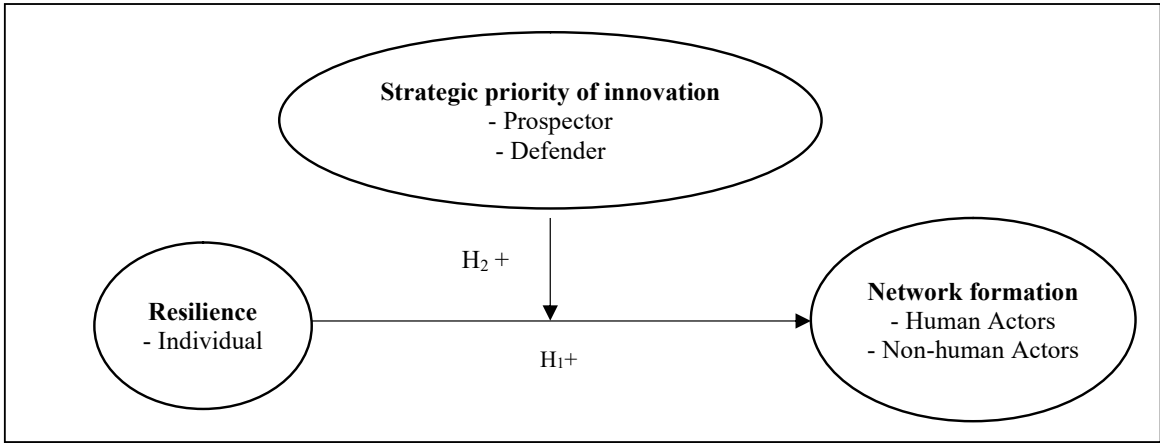 Strategic priority of innovation
- Prospector
- Defender
H₂ +
Resilience
- Individual
H₁+
Network formation
- Human Actors
- Non-human Actors